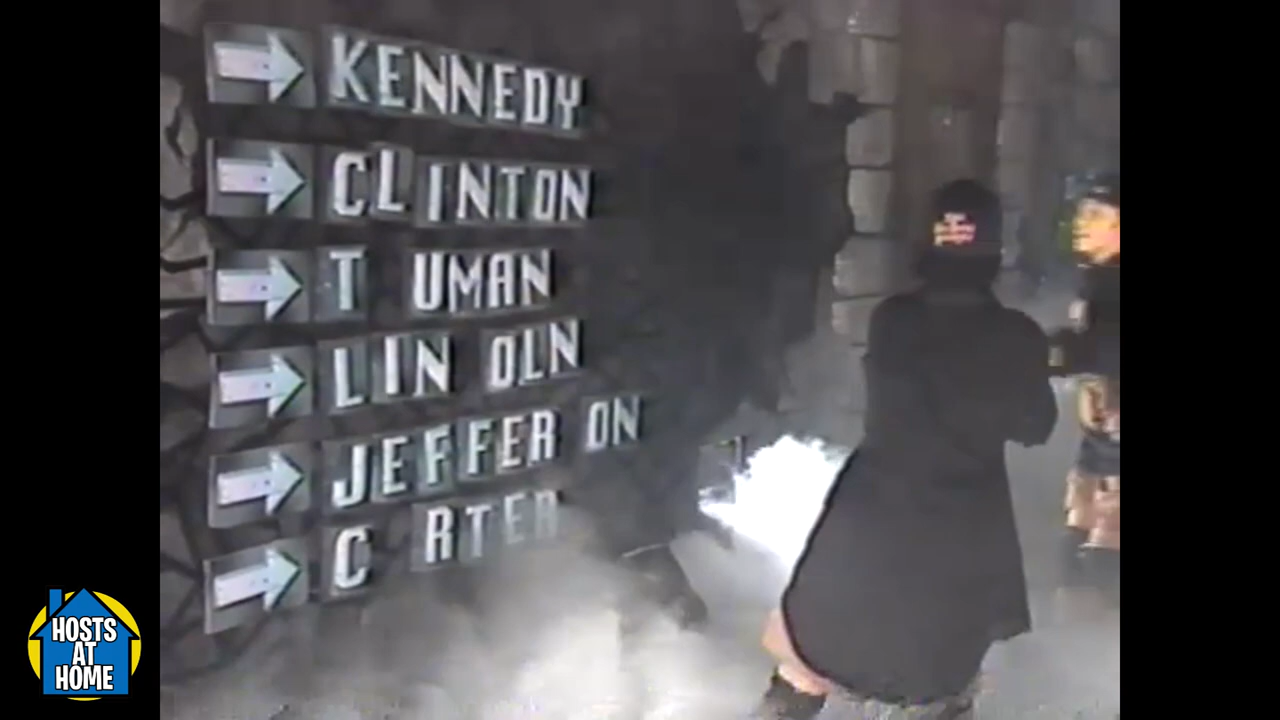 KENNEDY
CLINTON
T UMAN
LIN OLN
JEFFER ON
C RTER
HOSTS
AT
HOME